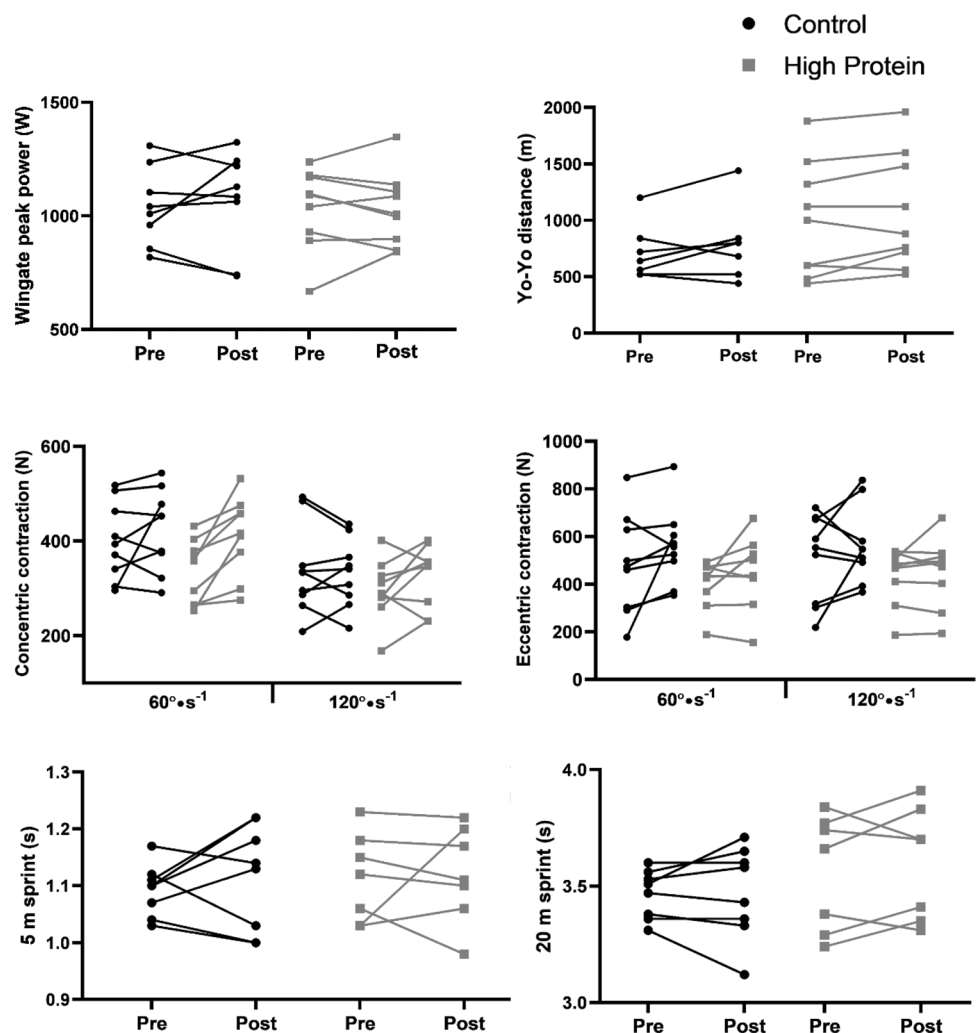 Control
High Protein
Wingate peak power (W)
1500
1000
500
Pre
Post
Pre
Post
Yo-Yo distance (m)
2000
1500
1000
500
0
Pre
Post
Pre
Post
Concentric contraction (N)
600
400
200
60°•s⁻¹
120°•s⁻¹
Eccentric contraction (N)
1000
800
600
400
200
0
60°•s⁻¹
120°•s⁻¹
5 m sprint (s)
1.3
1.2
1.1
1.0
0.9
Pre
Post
Pre
Post
20 m sprint (s)
4.0
3.5
3.0
Pre
Post
Pre
Post